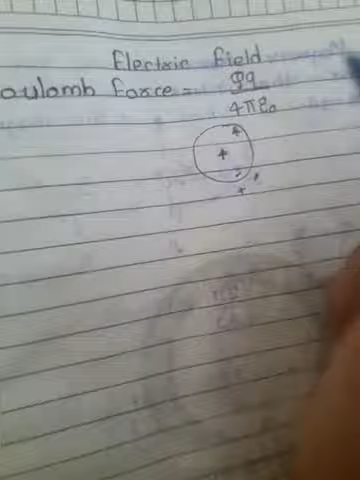 Electric field
oulomb force = Qq
4πε₀
+
+
-
+